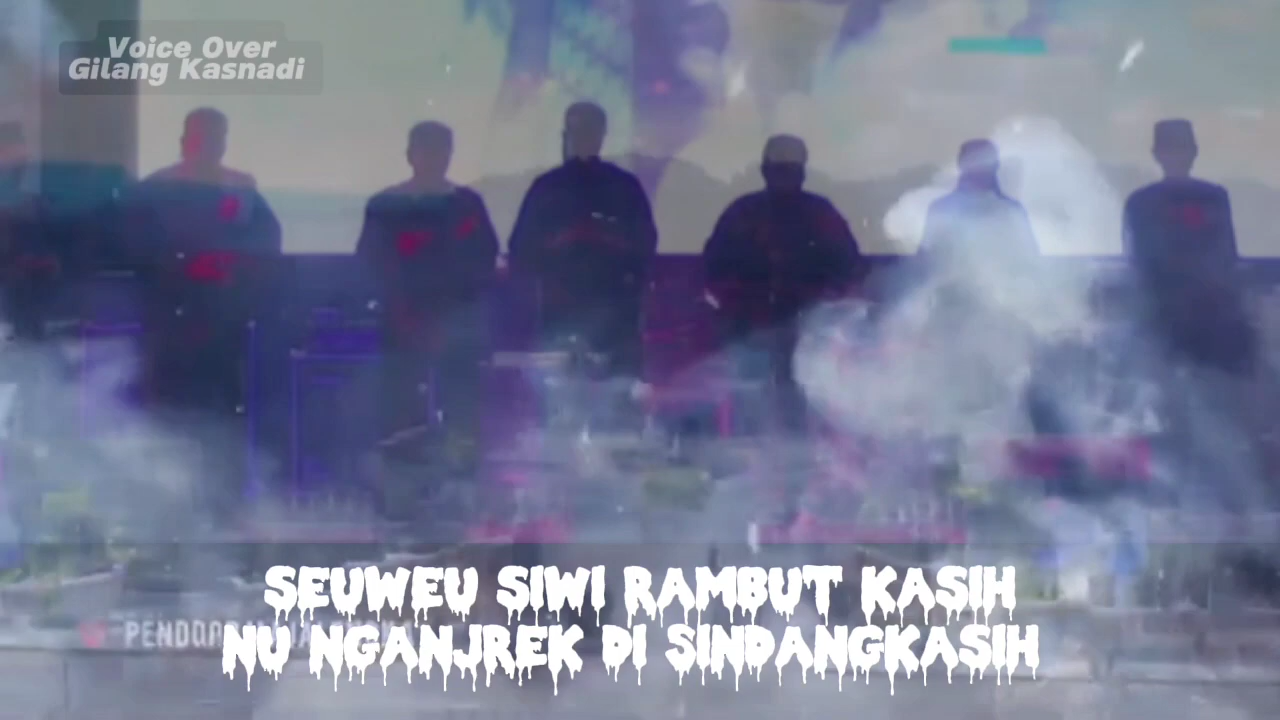 Voice Over
Gilang Kasnadi
SEUWEU SIWI RAMBUT KASIH
NU NGANJREK DI SINDANGKASIH